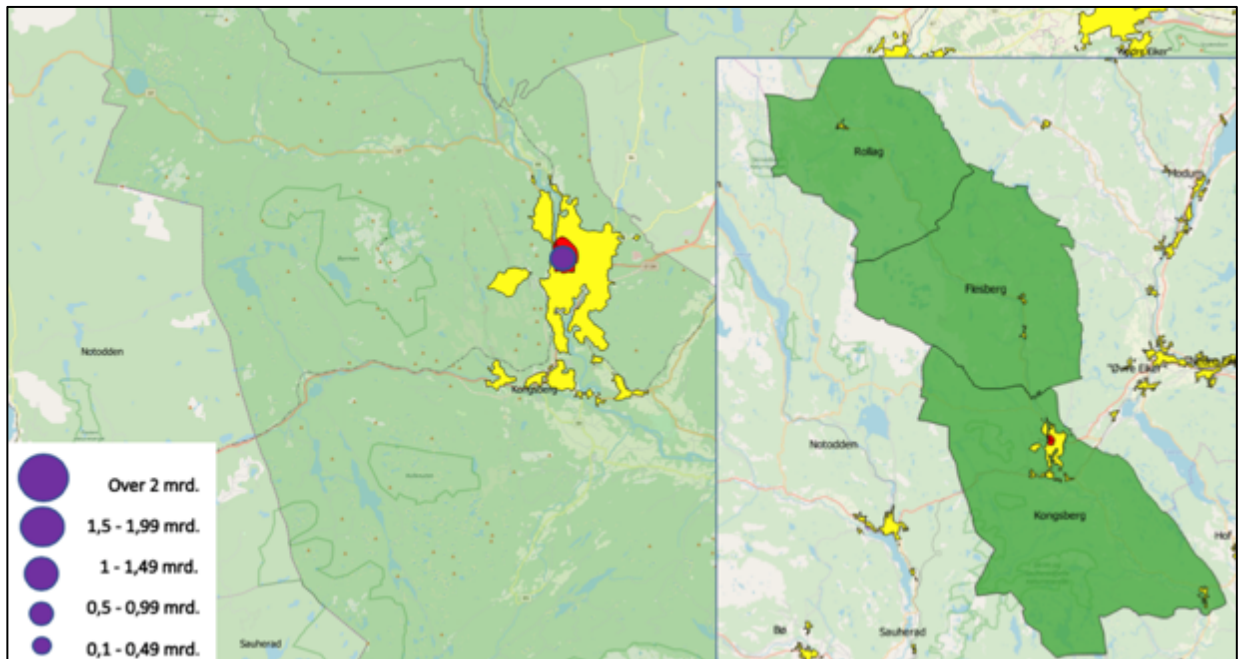 Notodden
Kongsberg
Sauherad
Over 2 mrd.
1,5 - 1,99 mrd.
1 - 1,49 mrd.
0,5 - 0,99 mrd.
0,1 - 0,49 mrd.
Rollag
Modum
Flesberg
"Øvre Eiker"
Notodden
Kongsberg
Hof
Bø
Sauherad